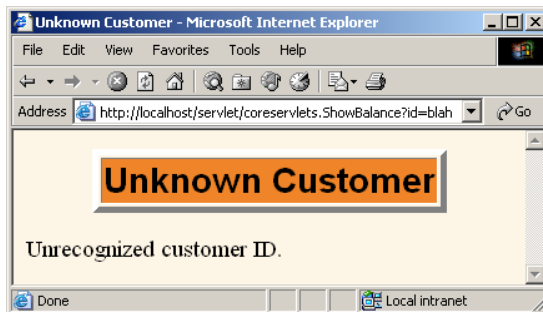 Unknown Customer - Microsoft Internet Explorer
File Edit View Favorites Tools Help
Address http://localhost/servlet/coreservlets.ShowBalance?id=blah Go
Unknown Customer
Unrecognized customer ID.
Done Local intranet